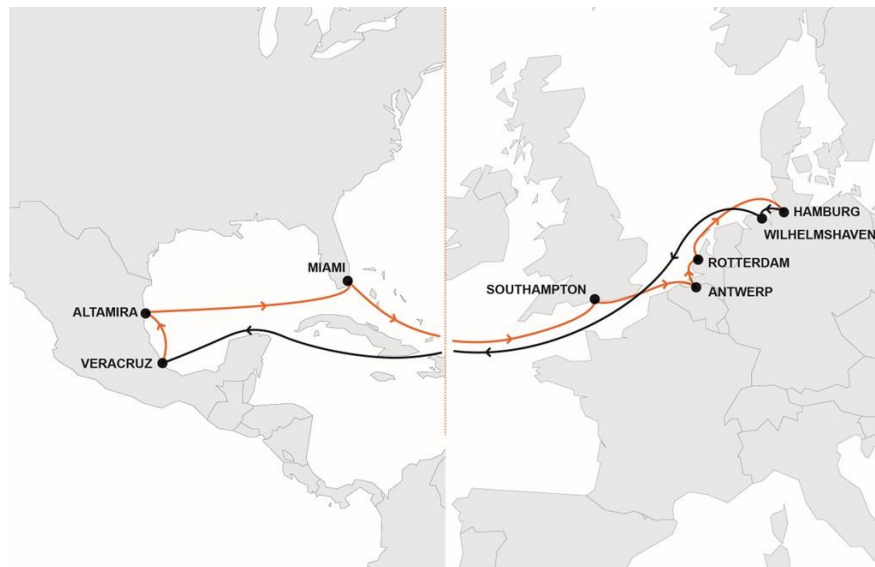 HAMBURG
WILHELMSHAVEN
ROTTERDAM
MIAMI
SOUTHAMPTON
ANTWERP
ALTAMIRA
VERACRUZ